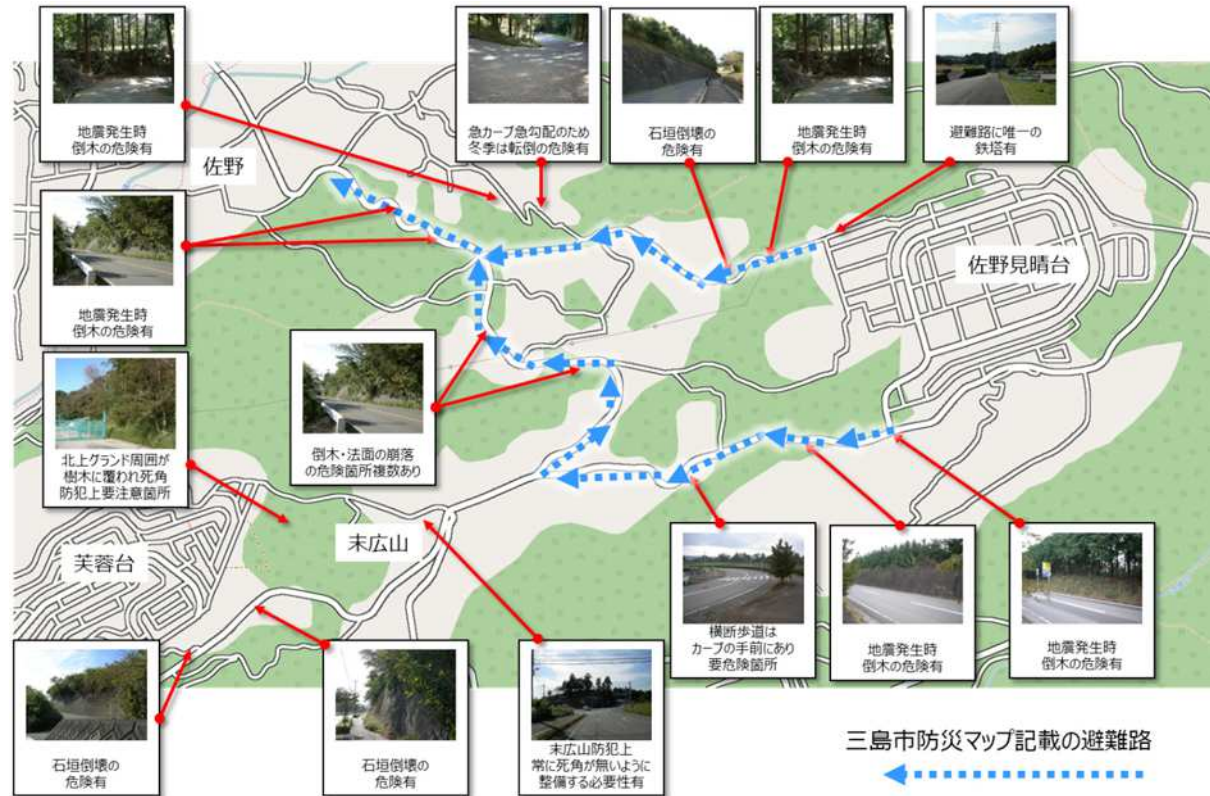 地震発生時
倒木の危険有
急カーブ急勾配のため
冬季は転倒の危険有
石垣倒壊の
危険有
地震発生時
倒木の危険有
避難路に唯一の
鉄塔有
佐野
佐野見晴台
地震発生時
倒木の危険有
倒木・法面の崩落
の危険箇所複数あり
北上グランド周囲が
樹木に覆われ死角
防犯上要注意箇所
芙蓉台
末広山
横断歩道は
カーブの手前にあり
要危険箇所
地震発生時
倒木の危険有
地震発生時
倒木の危険有
石垣倒壊の
危険有
石垣倒壊の
危険有
末広山防犯上
常に死角が無いように
整備する必要性有
三島市防災マップ記載の避難路